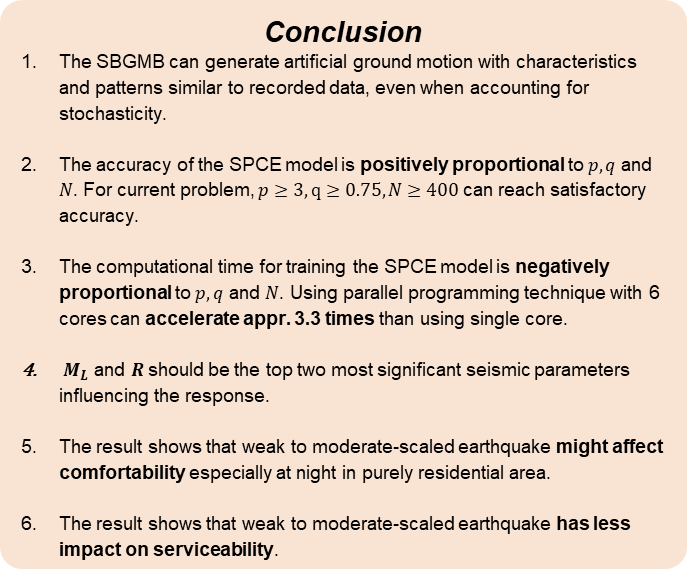 Conclusion
1. The SBGMB can generate artificial ground motion with characteristics
and patterns similar to recorded data, even when accounting for
stochasticity.
2. The accuracy of the SPCE model is positively proportional to p, q and
N. For current problem, p ≥ 3, q ≥ 0.75, N ≥ 400 can reach satisfactory
accuracy.
3. The computational time for training the SPCE model is negatively
proportional to p, q and N. Using parallel programming technique with 6
cores can accelerate appr. 3.3 times than using single core.
4. M_L and R should be the top two most significant seismic parameters
influencing the response.
5. The result shows that weak to moderate-scaled earthquake might affect
comfortability especially at night in purely residential area.
6. The result shows that weak to moderate-scaled earthquake has less
impact on serviceability.